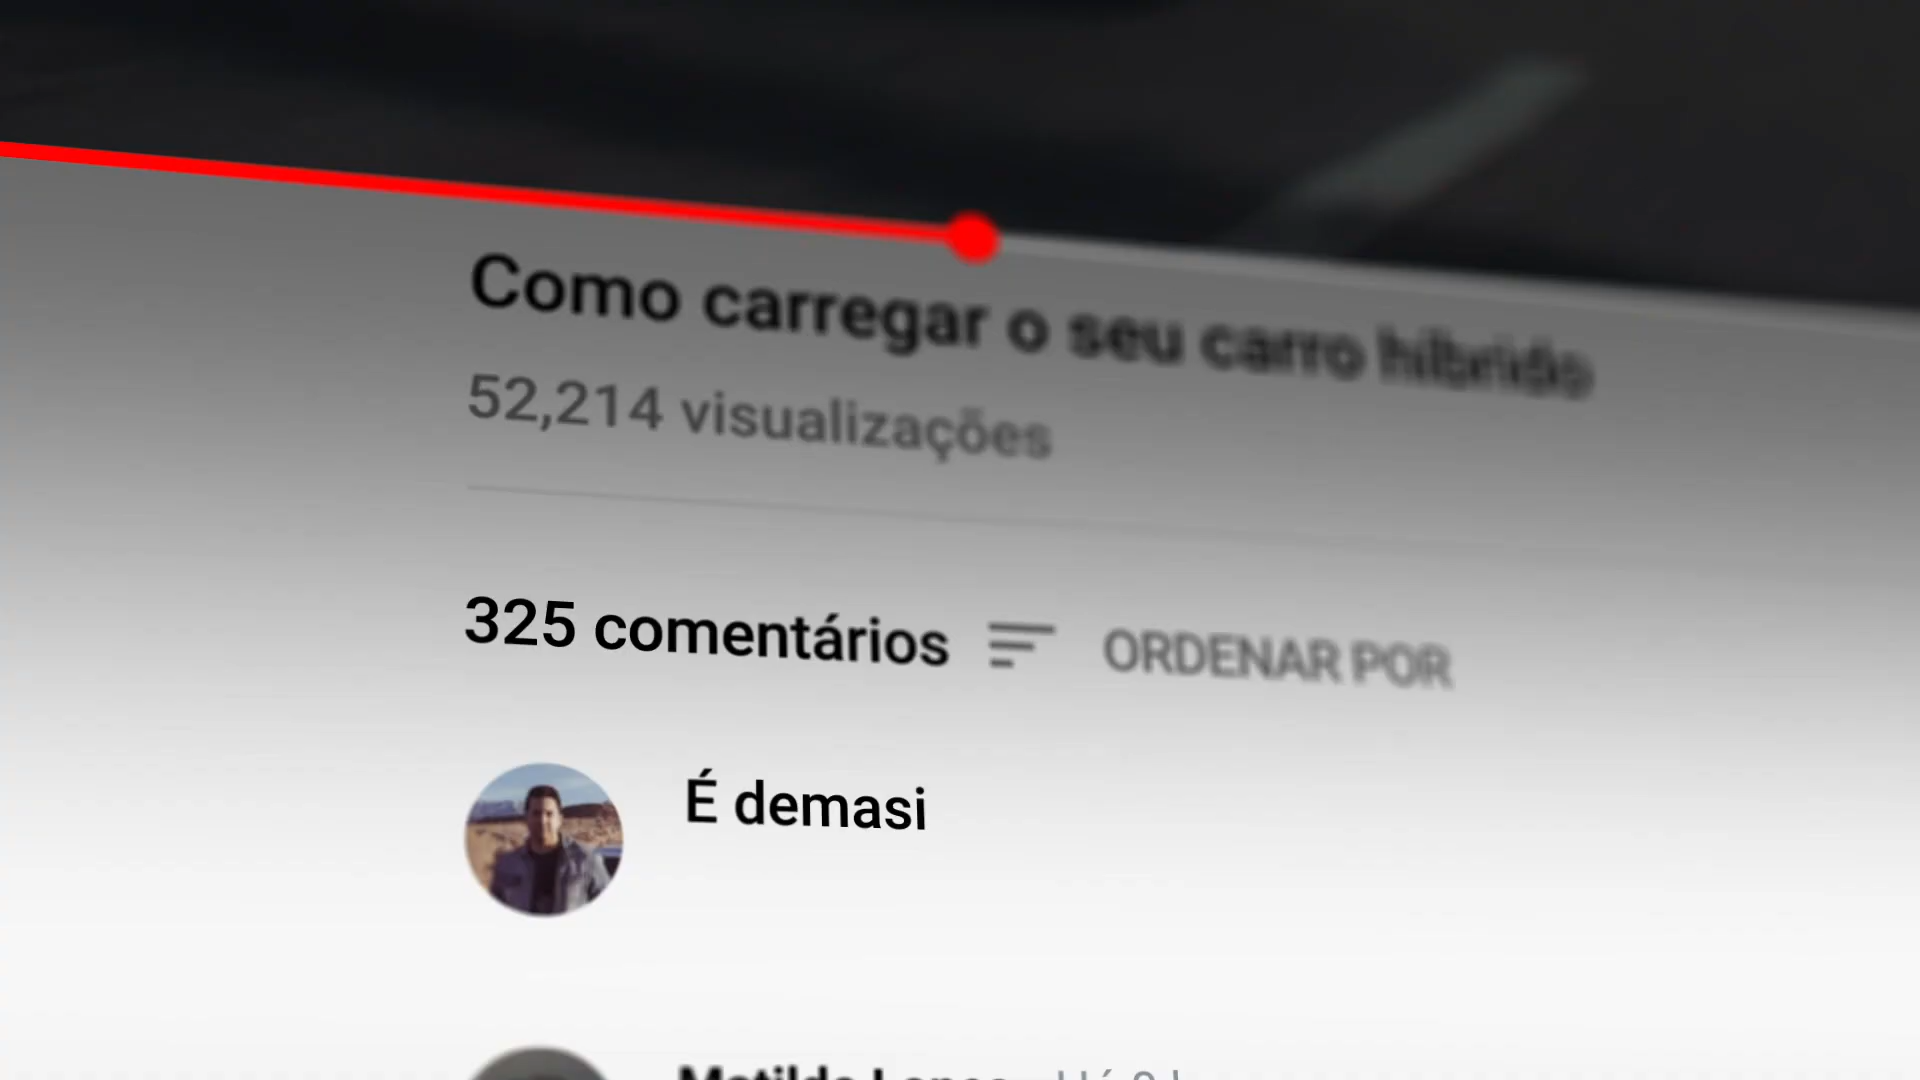 Como carregar o seu carro híbrido
52,214 visualizações
325 comentários ORDENAR POR
É demasi